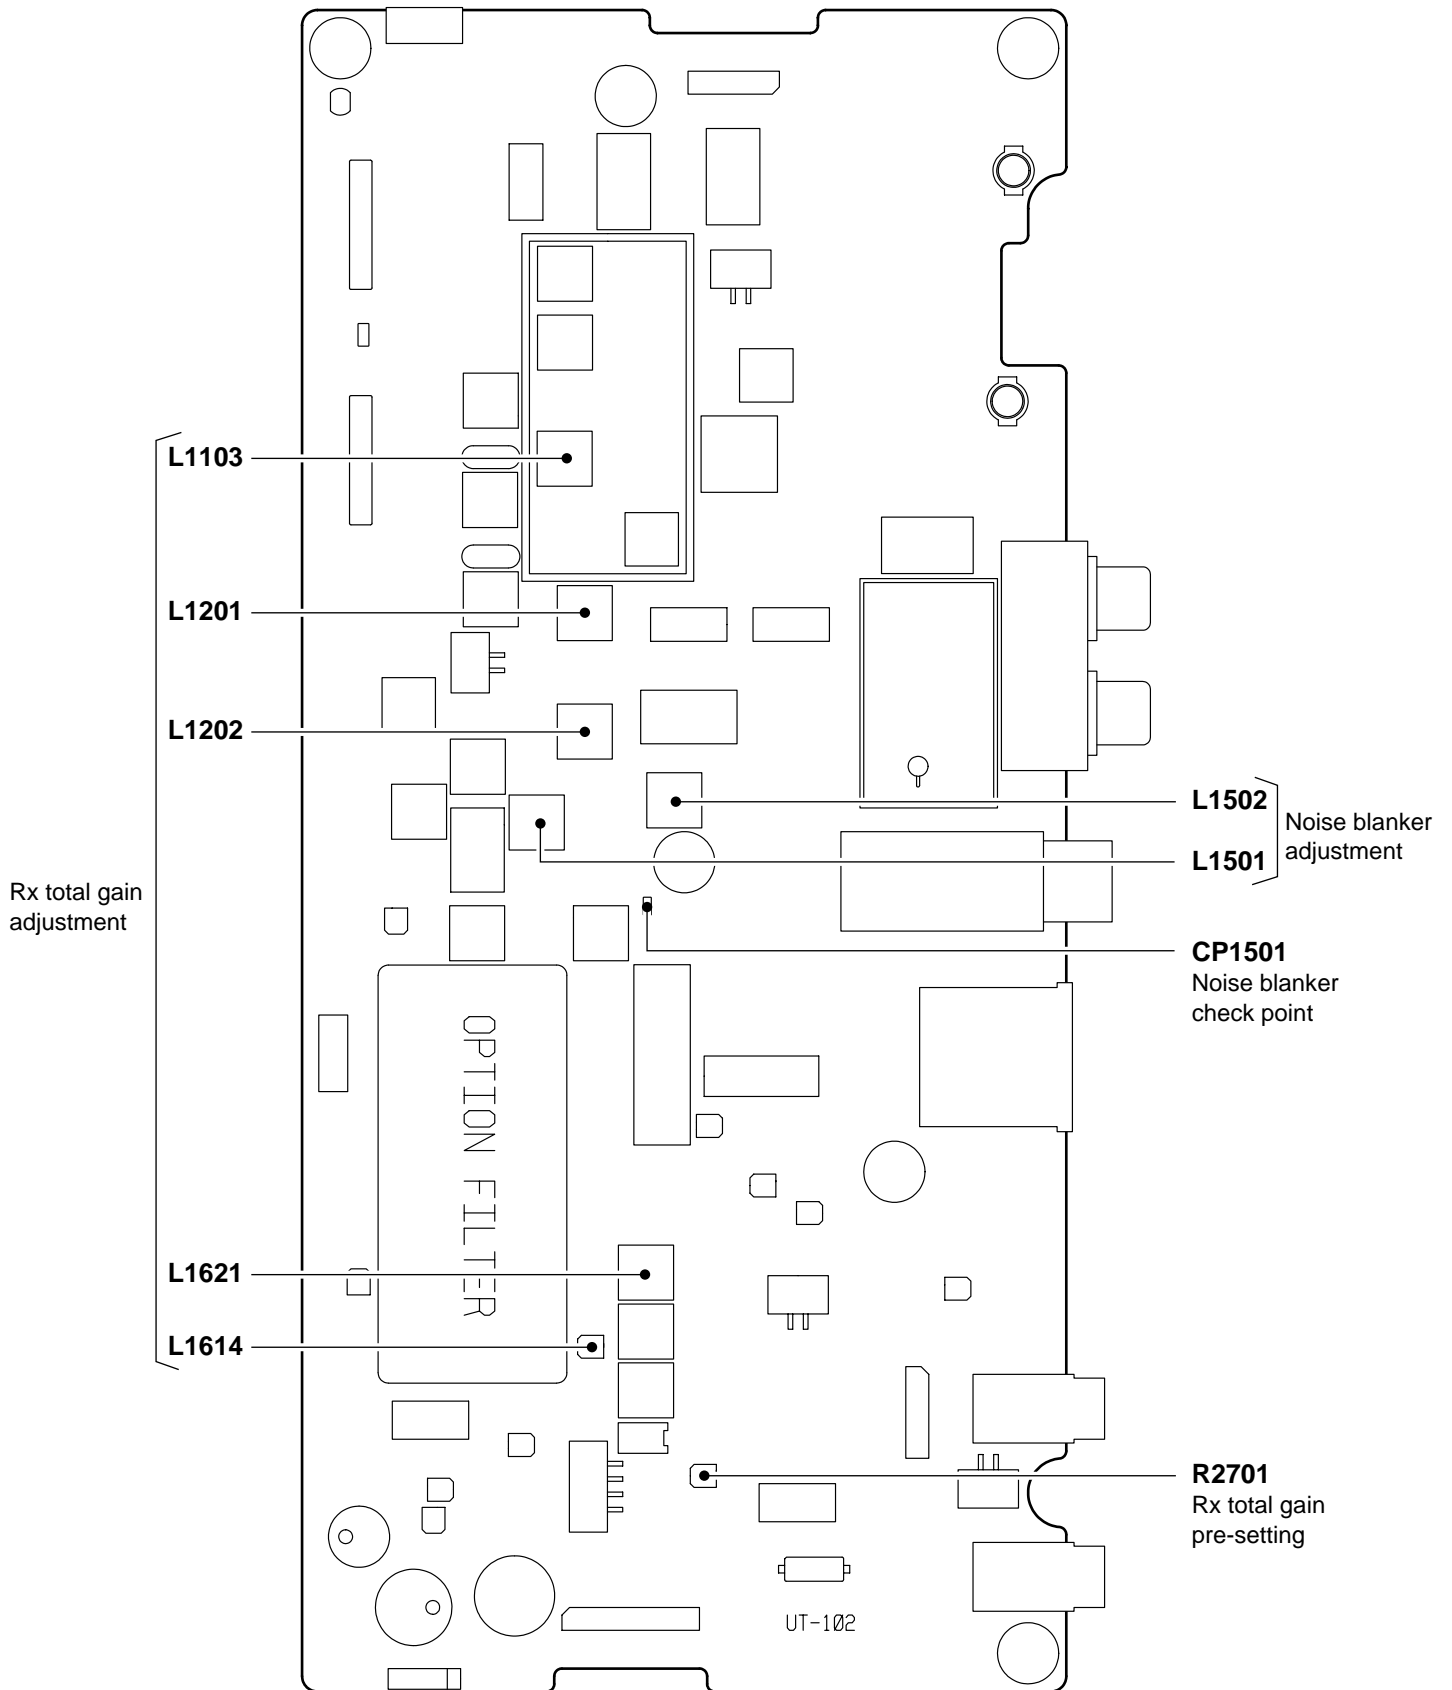 L1103
L1201
L1202
L1502
L1501
Noise blanker
adjustment
Rx total gain
adjustment
CP1501
Noise blanker
check point
OPTION FILTER
L1621
L1614
R2701
Rx total gain
pre-setting
UT-102